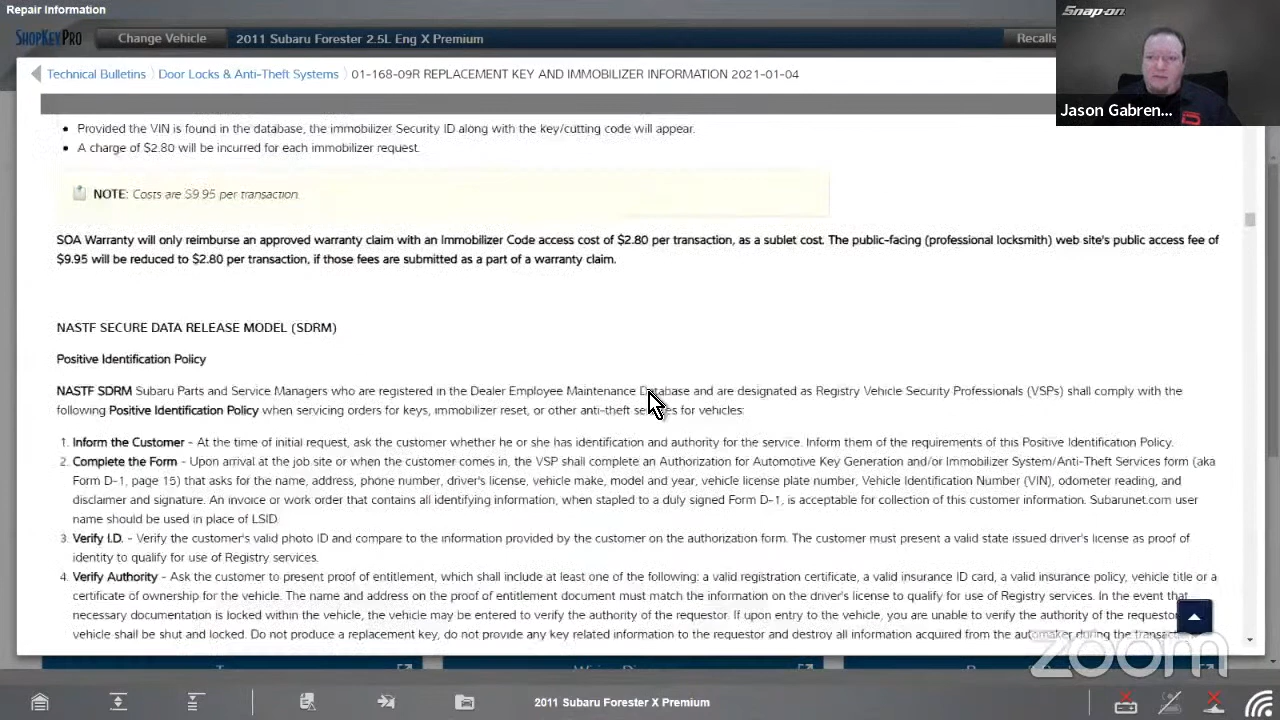 Repair Information
Snap-on
SHOPKEYPRO
Change Vehicle
2011 Subaru Forester 2.5L Eng X Premium
Recalls
Jason Gabren...
Technical Bulletins
Door Locks & Anti-Theft Systems
01-168-09R REPLACEMENT KEY AND IMMOBILIZER INFORMATION 2021-01-04
• Provided the VIN is found in the database, the immobilizer Security ID along with the key/cutting code will appear.
• A charge of $2.80 will be incurred for each immobilizer request.
NOTE: Costs are $9.95 per transaction.
SOA Warranty will only reimburse an approved warranty claim with an Immobilizer Code access cost of $2.80 per transaction, as a sublet cost. The public-facing (professional locksmith) web site's public access fee of
$9.95 will be reduced to $2.80 per transaction, if those fees are submitted as a part of a warranty claim.
NASTF SECURE DATA RELEASE MODEL (SDRM)
Positive Identification Policy
NASTF SDRM Subaru Parts and Service Managers who are registered in the Dealer Employee Maintenance Database and are designated as Registry Vehicle Security Professionals (VSPs) shall comply with the
following Positive Identification Policy when servicing orders for keys, immobilizer reset, or other anti-theft services for vehicles:
1. Inform the Customer - At the time of initial request, ask the customer whether he or she has identification and authority for the service. Inform them of the requirements of this Positive Identification Policy.
2. Complete the Form - Upon arrival at the job site or when the customer comes in, the VSP shall complete an Authorization for Automotive Key Generation and/or Immobilizer System/Anti-Theft Services form (aka
Form D-1, page 15) that asks for the name, address, phone number, driver's license, vehicle make, model and year, vehicle license plate number, Vehicle Identification Number (VIN), odometer reading, and
disclaimer and signature. An invoice or work order that contains all identifying information, when stapled to a duly signed Form D-1, is acceptable for collection of this customer information. Subarunet.com user
name should be used in place of LSID
3. Verify I.D. - Verify the customer's valid photo ID and compare to the information provided by the customer on the authorization form. The customer must present a valid state issued driver's license as proof of
identity to qualify for use of Registry services.
4. Verify Authority - Ask the customer to present proof of entitlement, which shall include at least one of the following: a valid registration certificate, a valid insurance ID card, a valid insurance policy, vehicle title or a
certificate of ownership for the vehicle. The name and address on the proof of entitlement document must match the information on the driver's license to qualify for use of Registry services. In the event that
necessary documentation is locked within the vehicle, the vehicle may be entered to verify the authority of the requestor. If upon entry to the vehicle, you are unable to verify the authority of the requestor
vehicle shall be shut and locked. Do not produce a replacement key, do not provide any key related information to the requestor and destroy all information acquired from the automaker during the transac
zoom
2011 Subaru Forester X Premium